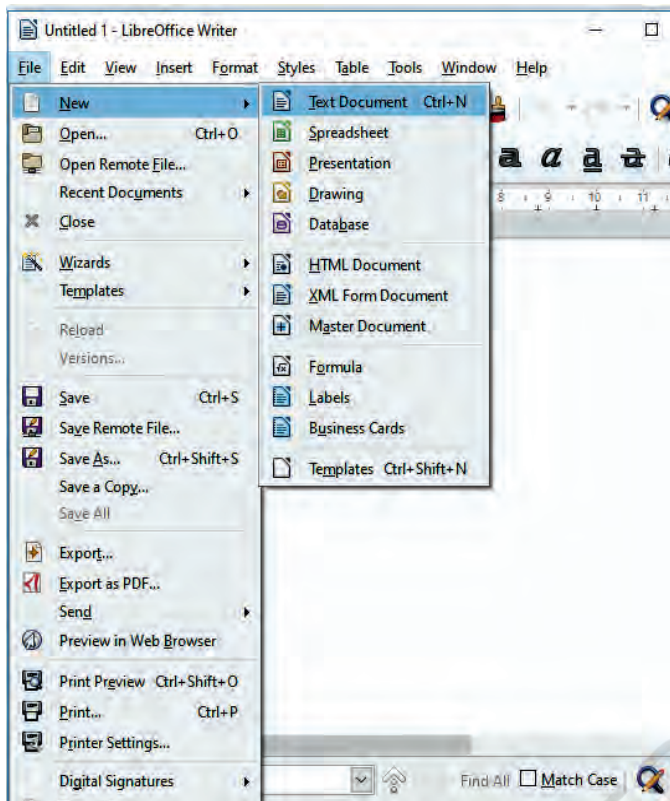 Untitled 1 - LibreOffice Writer
File Edit View Insert Format Styles Table Tools Window Help
New
Open... Ctrl+O
Open Remote File...
Recent Documents
Close
Wizards
Templates
Reload
Versions...
Save Ctrl+S
Save Remote File...
Save As... Ctrl+Shift+S
Save a Copy...
Save All
Export...
Export as PDF...
Send
Preview in Web Browser
Print Preview Ctrl+Shift+O
Print... Ctrl+P
Printer Settings...
Digital Signatures
Text Document Ctrl+N
Spreadsheet
Presentation
Drawing
Database
HTML Document
XML Form Document
Master Document
Formula
Labels
Business Cards
Templates Ctrl+Shift+N
a a a a
8 9 10 11
Find All Match Case